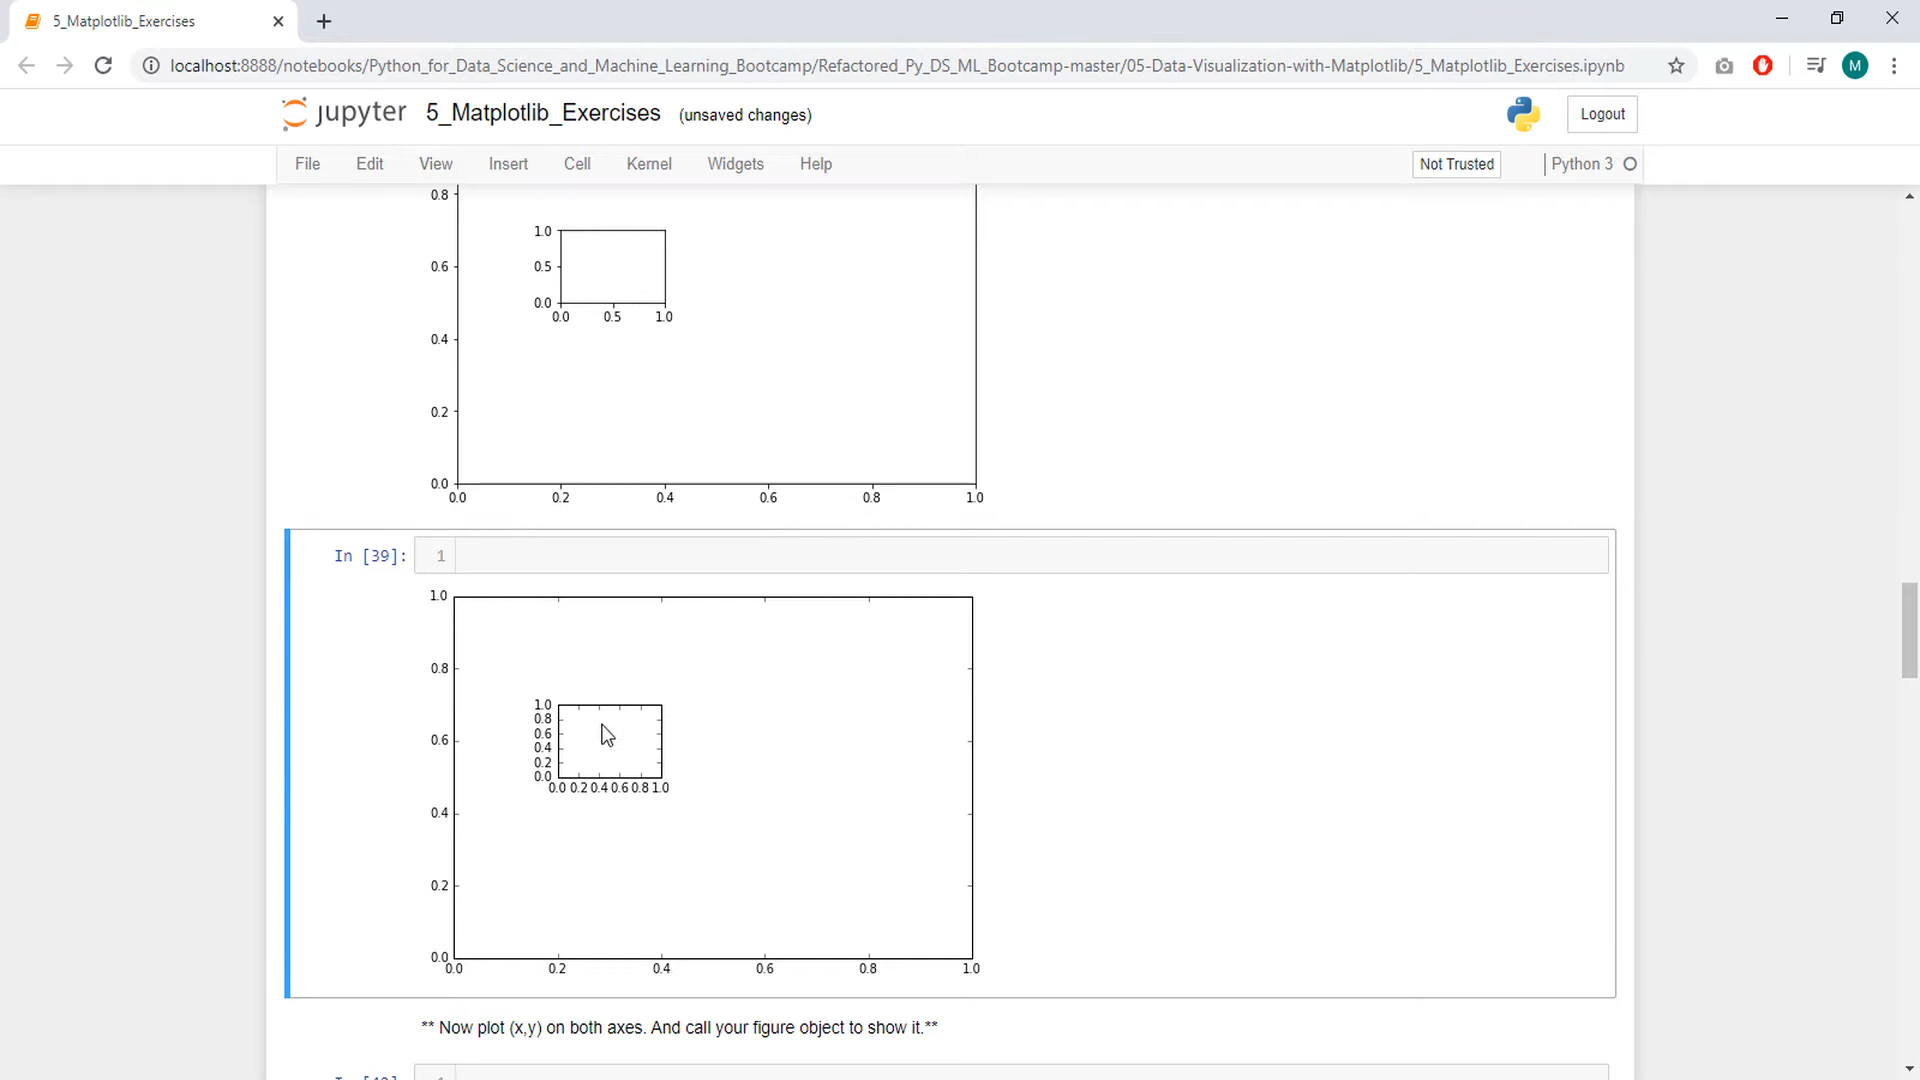 5_Matplotlib_Exercises
localhost:8888/notebooks/Python_for_Data_Science_and_Machine_Learning_Bootcamp/Refactored_Py_DS_ML_Bootcamp-master/05-Data-Visualization-with-Matplotlib/5_Matplotlib_Exercises.ipynb
M
jupyter 5_Matplotlib_Exercises (unsaved changes)
Logout
File Edit View Insert Cell Kernel Widgets Help
Not Trusted
Python 3
0.8
1.0
0.6
0.5
0.0
0.0 0.5 1.0
0.4
0.2
0.0
0.0 0.2 0.4 0.6 0.8 1.0
In [39]: 1
1.0
0.8
1.0
0.8
0.6
0.6
0.4
0.2
0.0
0.0 0.2 0.4 0.6 0.8 1.0
0.4
0.2
0.0
0.0 0.2 0.4 0.6 0.8 1.0
** Now plot (x,y) on both axes. And call your figure object to show it.**